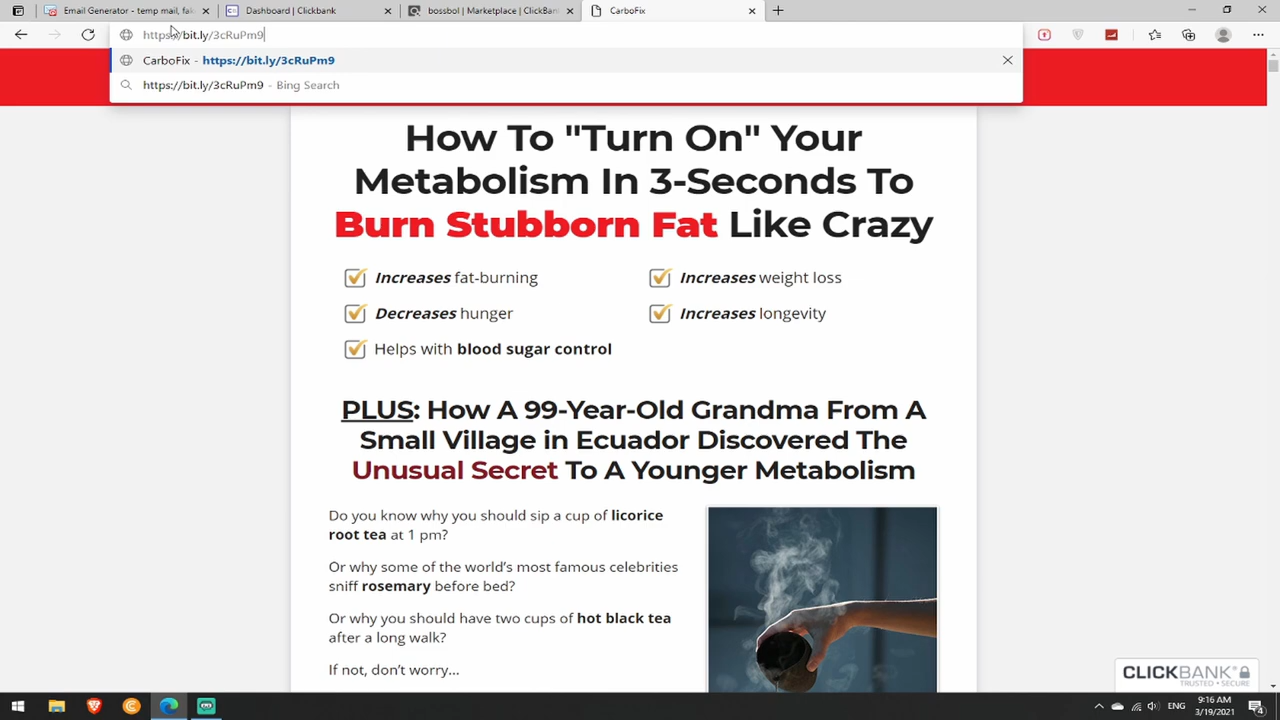 Email Generator - temp mail, fai
Dashboard | Clickbank
bossbol | Marketplace | ClickBan
CarboFix
https://bit.ly/3cRuPm9
CarboFix - https://bit.ly/3cRuPm9
https://bit.ly/3cRuPm9 - Bing Search
How To "Turn On" Your
Metabolism In 3-Seconds To
Burn Stubborn Fat Like Crazy
Increases fat-burning
Increases weight loss
Decreases hunger
Increases longevity
Helps with blood sugar control
PLUS: How A 99-Year-Old Grandma From A
Small Village in Ecuador Discovered The
Unusual Secret To A Younger Metabolism
Do you know why you should sip a cup of licorice
root tea at 1 pm?
Or why some of the world's most famous celebrities
sniff rosemary before bed?
Or why you should have two cups of hot black tea
after a long walk?
If not, don't worry...
CLICKBANK
TRUSTED • SECURE
ENG
9:16 AM
3/19/2021
4